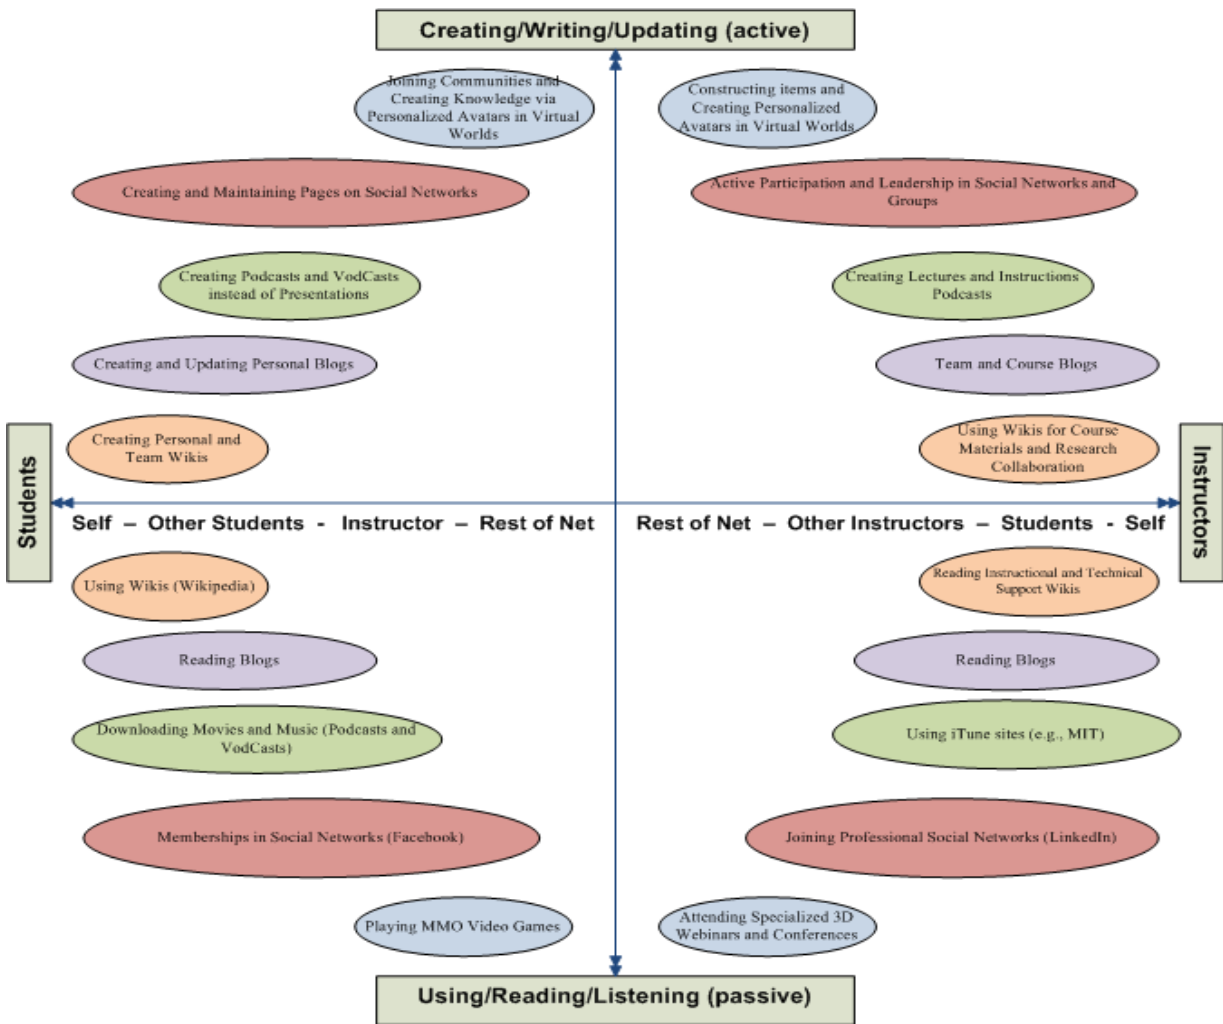 Creating/Writing/Updating (active)
Joining Communities and
Creating Knowledge via
Personalized Avatars in Virtual
Worlds
Constructing items and
Creating Personalized
Avatars in Virtual Worlds
Creating and Maintaining Pages on Social Networks
Active Participation and Leadership in Social Networks and
Groups
Creating Podcasts and VodCasts
instead of Presentations
Creating Lectures and Instructions
Podcasts
Creating and Updating Personal Blogs
Team and Course Blogs
Creating Personal and
Team Wikis
Using Wikis for Course
Materials and Research
Collaboration
Students
Instructors
Self – Other Students - Instructor – Rest of Net
Rest of Net – Other Instructors – Students - Self
Using Wikis (Wikipedia)
Reading Instructional and Technical
Support Wikis
Reading Blogs
Reading Blogs
Downloading Movies and Music (Podcasts and
VodCasts)
Using iTune sites (e.g., MIT)
Memberships in Social Networks (Facebook)
Joining Professional Social Networks (LinkedIn)
Playing MMO Video Games
Attending Specialized 3D
Webinars and Conferences
Using/Reading/Listening (passive)